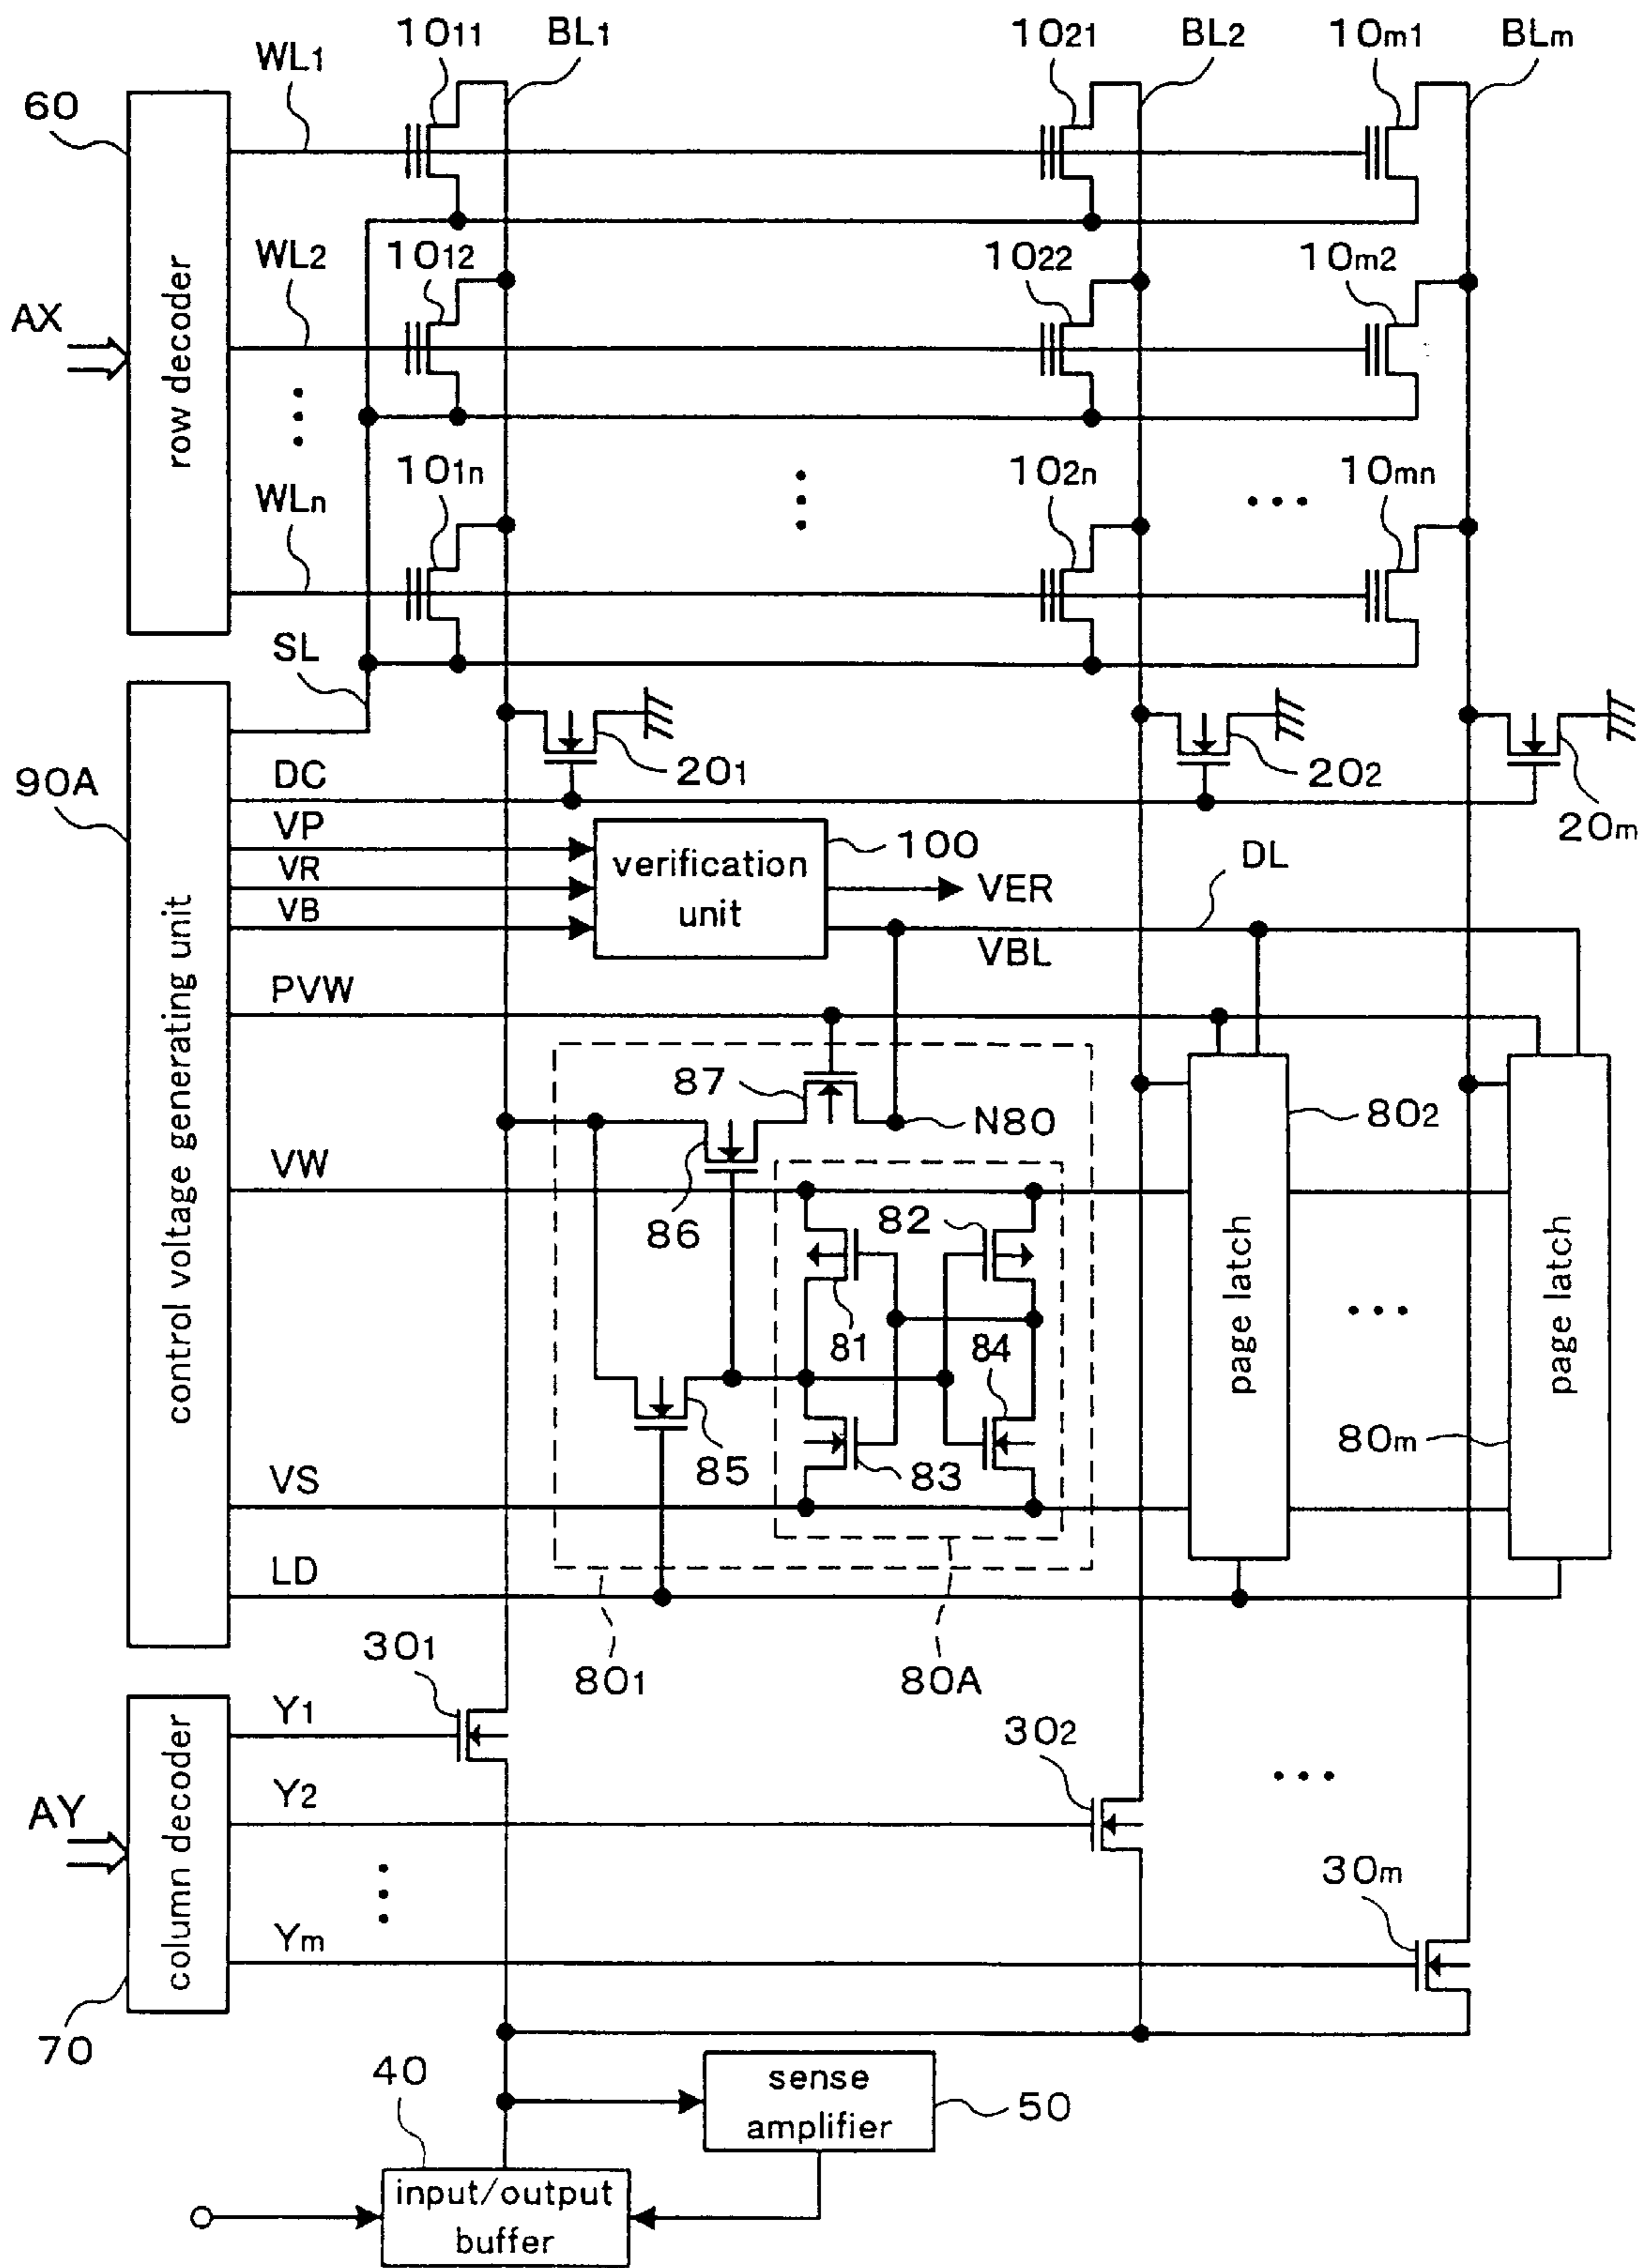 10₁₁ BL₁ 10₂₁ BL₂ 10m₁ BLm
WL₁
60
row decoder
WL₂ 10₁₂ 10₂₂ 10m₂
AX
WLn 10₁n 10₂n 10mn
SL
90A
control voltage generating unit
DC 20₁ 20₂ 20m
VP
VR
VB
verification
unit
100
VER
VBL
DL
PVW
87
N80
80₂
VW
86
82
page latch
page latch
81
84
85
83
80m
VS
LD
80₁ 80A
30₁
Y₁
column decoder
30₂
Y₂
AY
30m
Ym
70
40
sense
amplifier
50
input/output
buffer